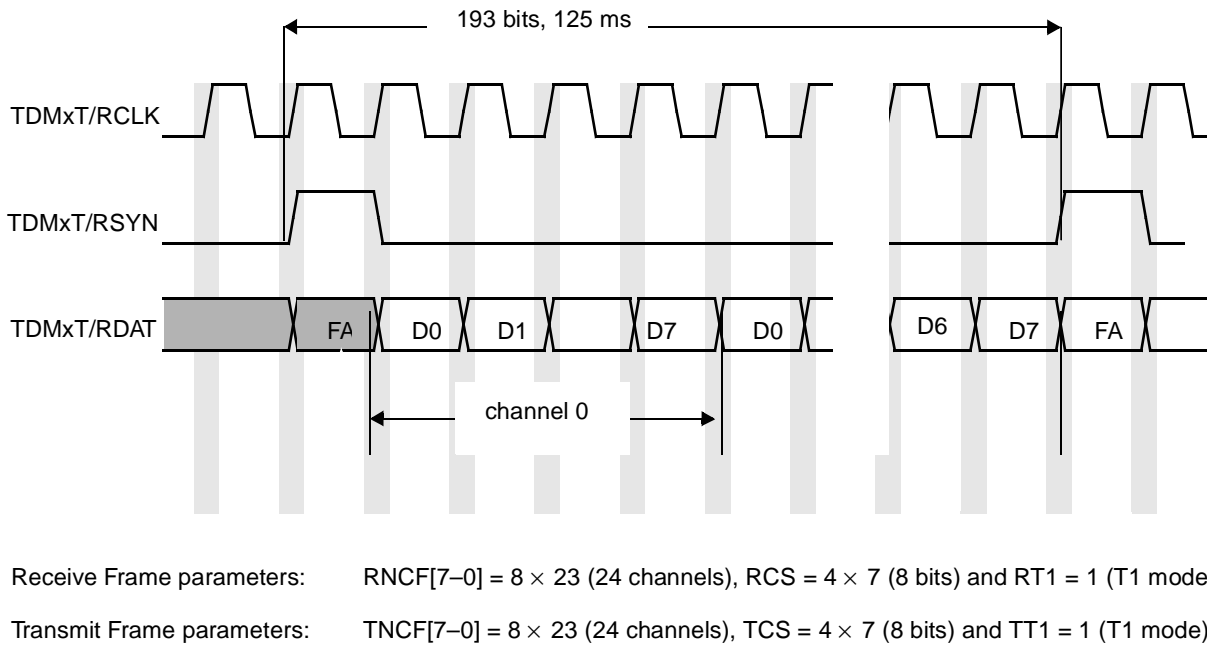 193 bits, 125 ms
TDMxT/RCLK
TDMxT/RSYN
TDMxT/RDAT
FA D0 D1 D7 D0 D6 D7 FA
channel 0
Receive Frame parameters: RNCF[7–0] = 8 × 23 (24 channels), RCS = 4 × 7 (8 bits) and RT1 = 1 (T1 mode
Transmit Frame parameters: TNCF[7–0] = 8 × 23 (24 channels), TCS = 4 × 7 (8 bits) and TT1 = 1 (T1 mode)